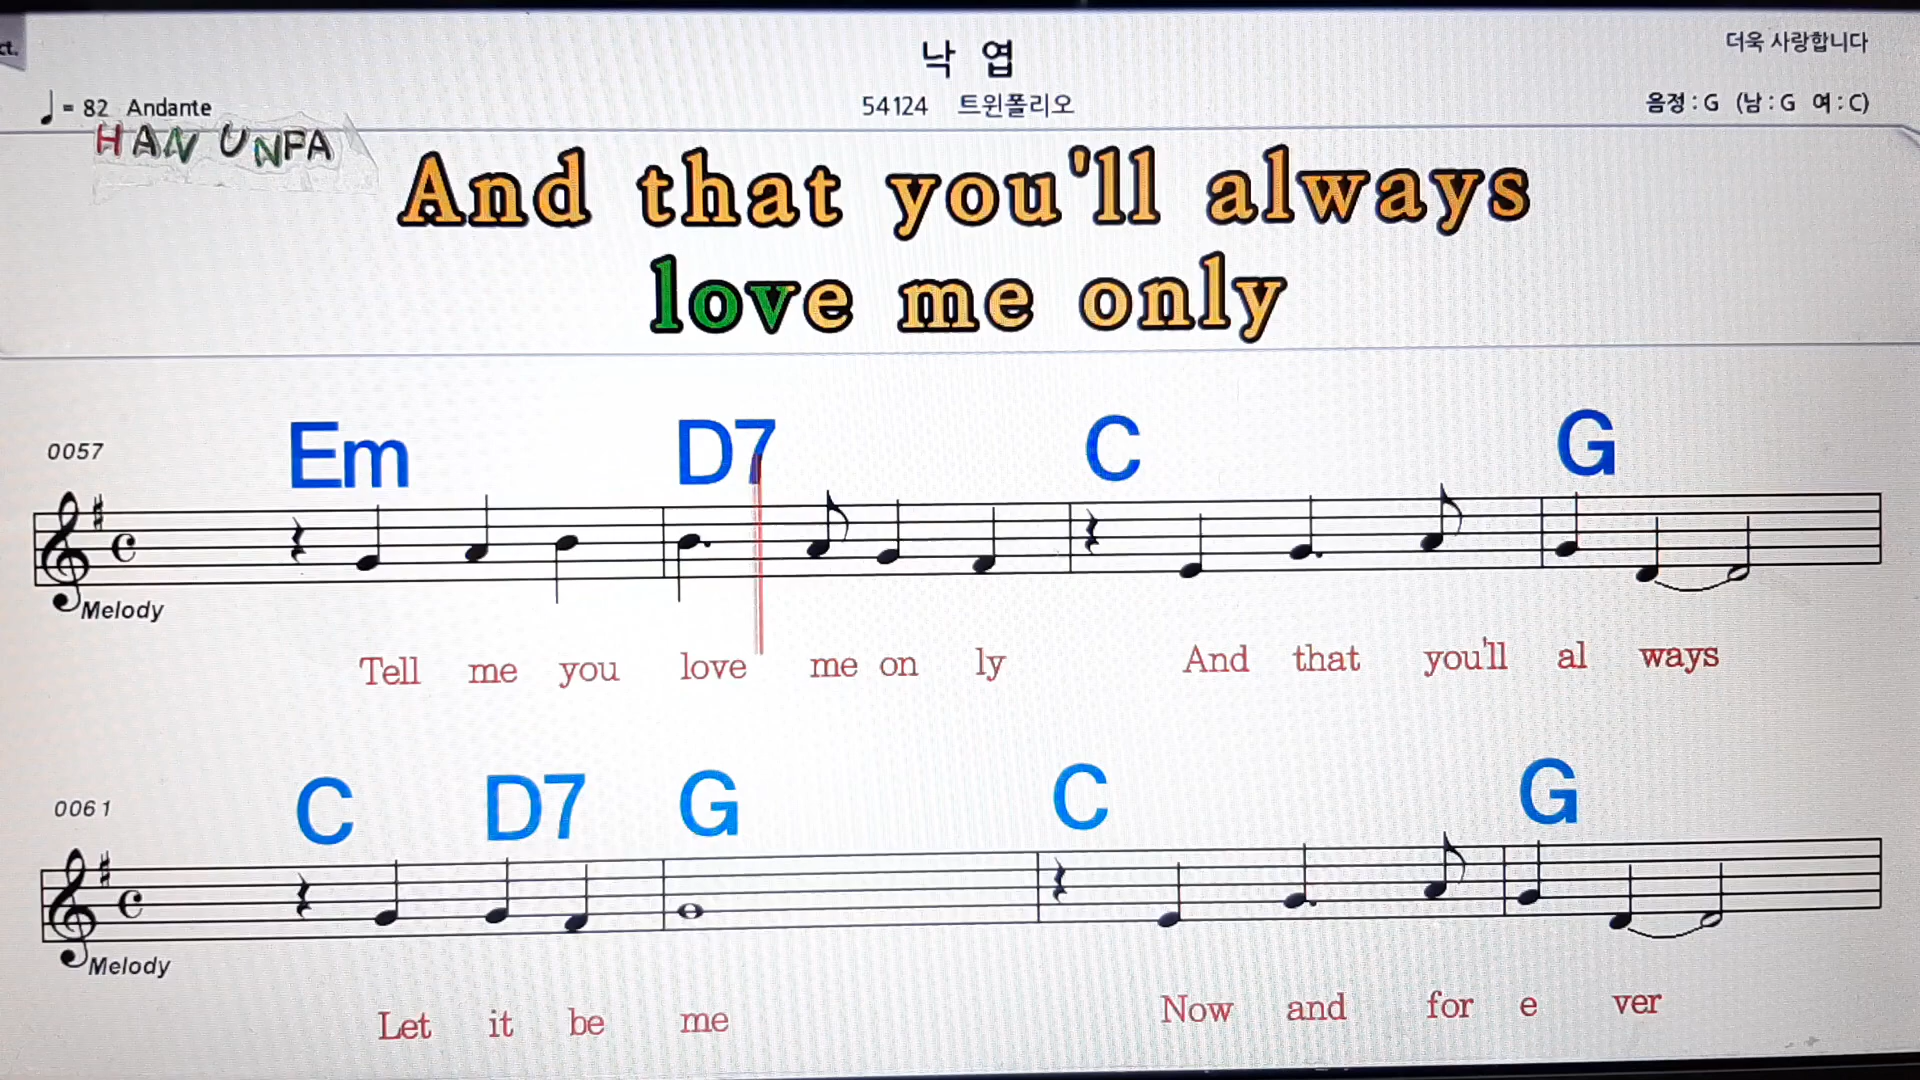 ct.
낙 엽
더욱 사랑합니다
♩ = 82 Andante
54124 트윈폴리오
음정 : G (남 : G 여 : C)
HAN UNPA
And that you'll always
love me only
Em D7 C G
0057
Melody
Tell me you love me on ly And that you'll al ways
C D7 G C G
0061
Melody
Let it be me Now and for e ver